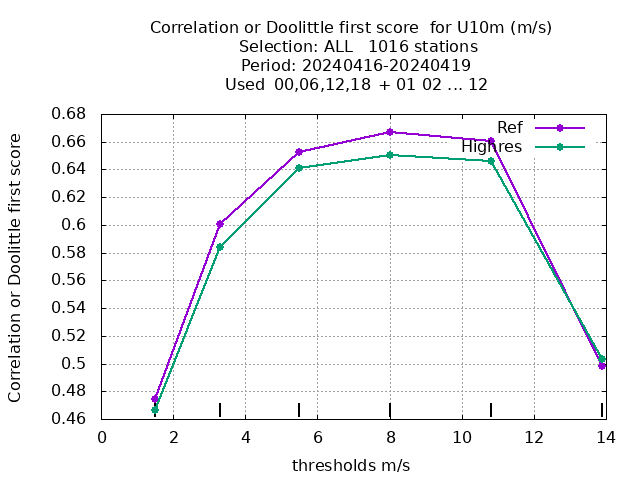 Correlation or Doolittle first score  for U10m (m/s)
Selection: ALL   1016 stations
Period: 20240416-20240419
Used  00,06,12,18 + 01 02 ... 12
Correlation or Doolittle first score
0.68
0.66
0.64
0.62
0.6
0.58
0.56
0.54
0.52
0.5
0.48
0.46
Ref
Highres
0 2 4 6 8 10 12 14
thresholds m/s